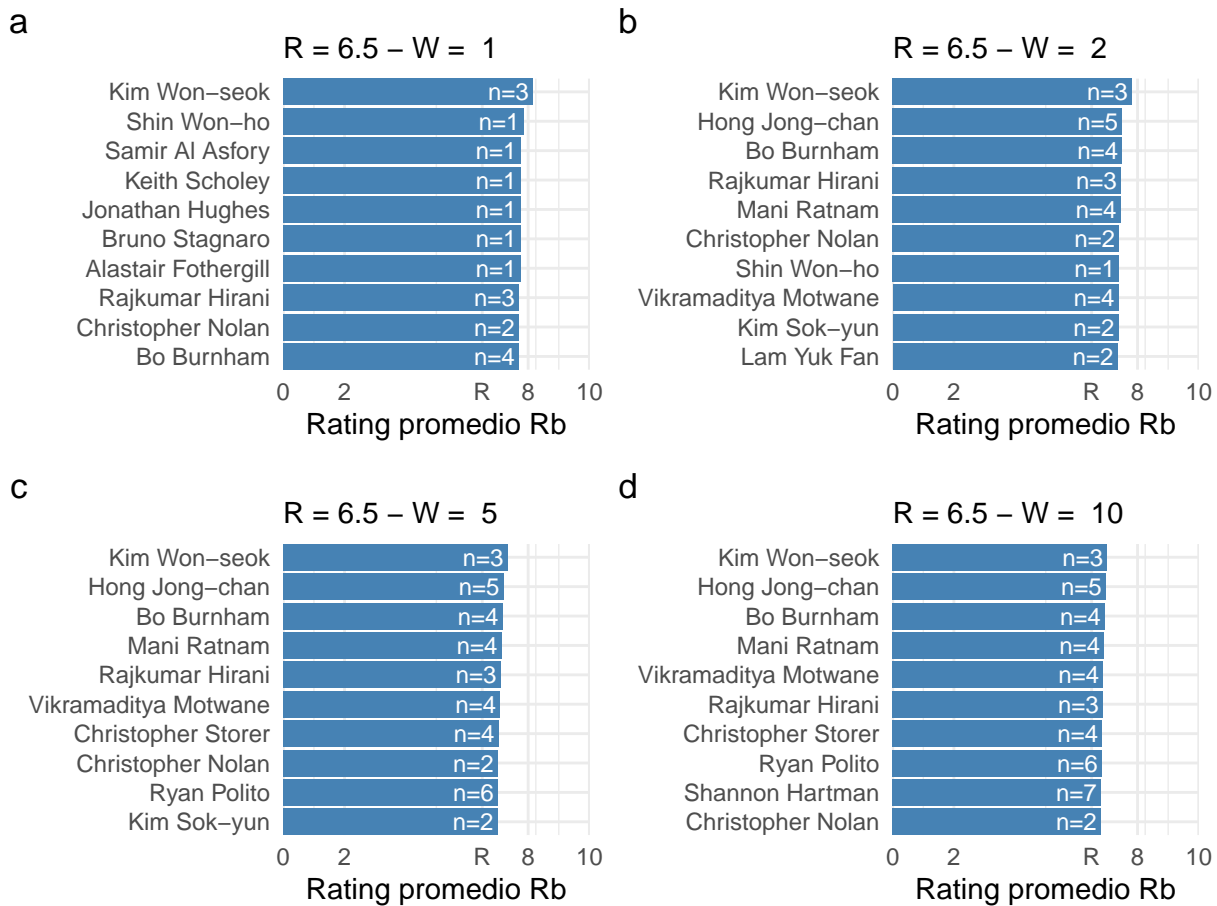 a
R = 6.5 − W =  1
Kim Won−seok n=3
Shin Won−ho n=1
Samir Al Asfory n=1
Keith Scholey n=1
Jonathan Hughes n=1
Bruno Stagnaro n=1
Alastair Fothergill n=1
Rajkumar Hirani n=3
Christopher Nolan n=2
Bo Burnham n=4
0 2 R 8 10
Rating promedio Rb
b
R = 6.5 − W =  2
Kim Won−seok n=3
Hong Jong−chan n=5
Bo Burnham n=4
Rajkumar Hirani n=3
Mani Ratnam n=4
Christopher Nolan n=2
Shin Won−ho n=1
Vikramaditya Motwane n=4
Kim Sok−yun n=2
Lam Yuk Fan n=2
0 2 R 8 10
Rating promedio Rb
c
R = 6.5 − W =  5
Kim Won−seok n=3
Hong Jong−chan n=5
Bo Burnham n=4
Mani Ratnam n=4
Rajkumar Hirani n=3
Vikramaditya Motwane n=4
Christopher Storer n=4
Christopher Nolan n=2
Ryan Polito n=6
Kim Sok−yun n=2
0 2 R 8 10
Rating promedio Rb
d
R = 6.5 − W =  10
Kim Won−seok n=3
Hong Jong−chan n=5
Bo Burnham n=4
Mani Ratnam n=4
Vikramaditya Motwane n=4
Rajkumar Hirani n=3
Christopher Storer n=4
Ryan Polito n=6
Shannon Hartman n=7
Christopher Nolan n=2
0 2 R 8 10
Rating promedio Rb